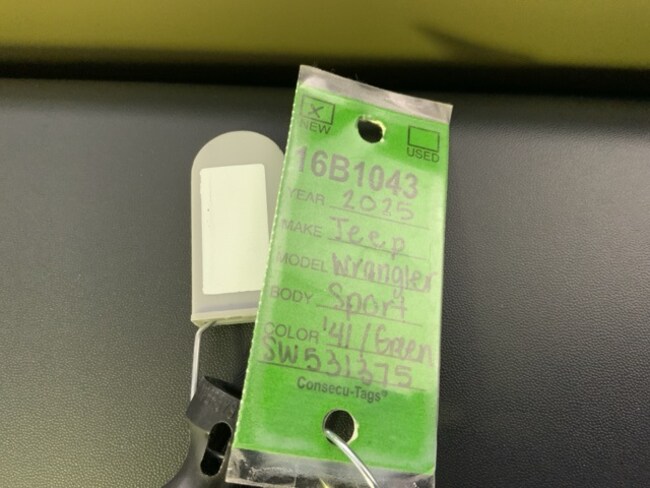 X
NEW
USED
16B1043
YEAR 2025
MAKE Jeep
MODEL Wrangler
BODY Sport
COLOR '41/Green
SW531375
Consecu-Tags®